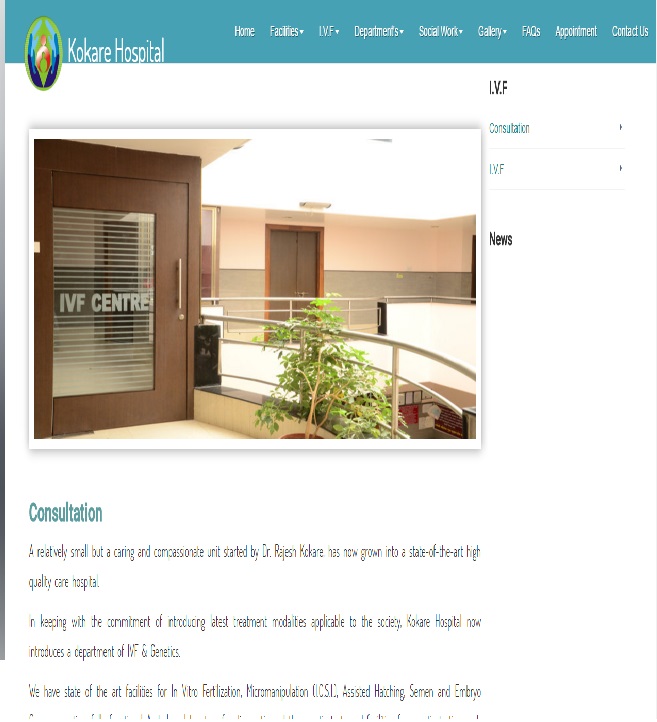 Kokare Hospital
Home Facilities I.V.F Department's Social Work Gallery FAQs Appointment Contact Us
I.V.F
Consultation
I.V.F
News
IVF CENTRE
Consultation
A relatively small but a caring and compassionate unit started by Dr. Rajesh Kokare. has now grown into a state-of-the-art high
quality care hospital.
In keeping with the commitment of introducing latest treatment modalities applicable to the society, Kokare Hospital now
introduces a department of IVF & Genetics.
We have state of the art facilities for In Vitro Fertilization, Micromanipulation (I.C.S.I.), Assisted Hatching, Semen and Embryo